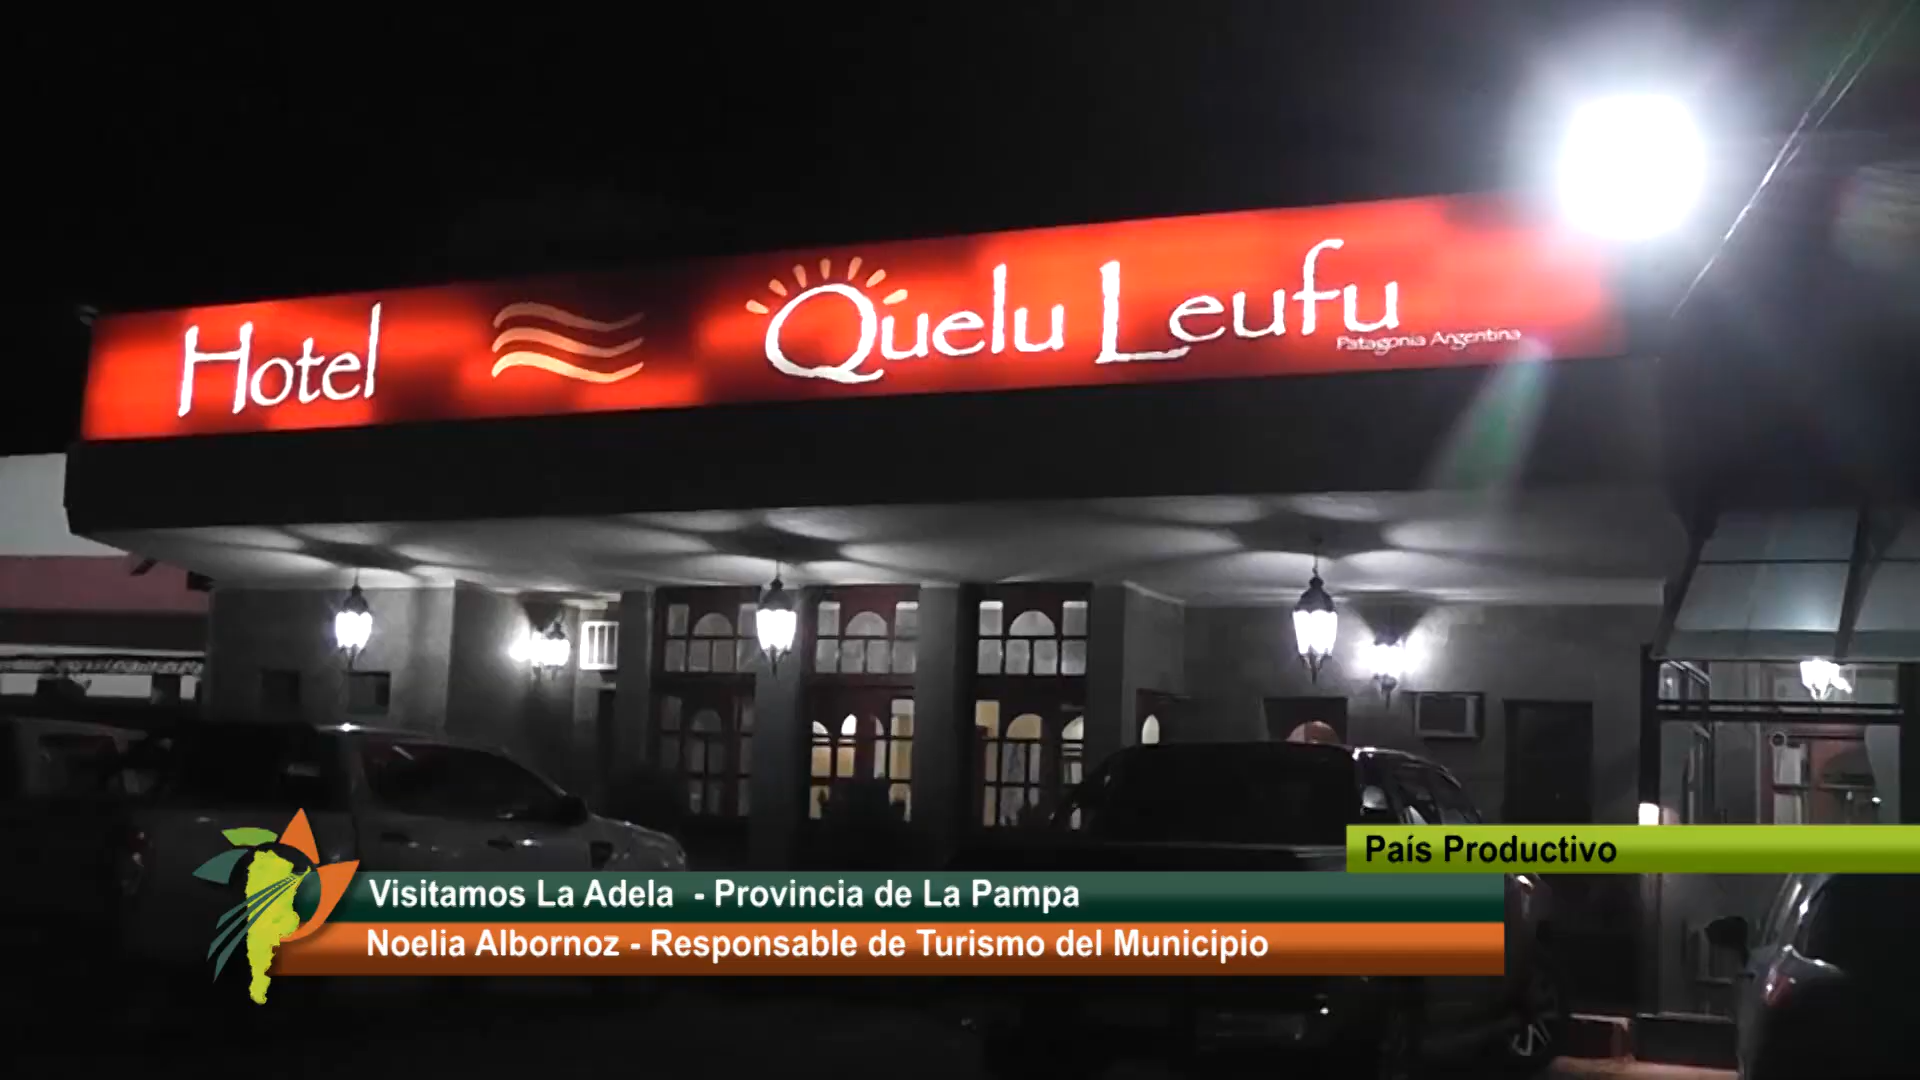 Hotel Quelu Leufu
Patagonia Argentina
País Productivo
Visitamos La Adela - Provincia de La Pampa
Noelia Albornoz - Responsable de Turismo del Municipio